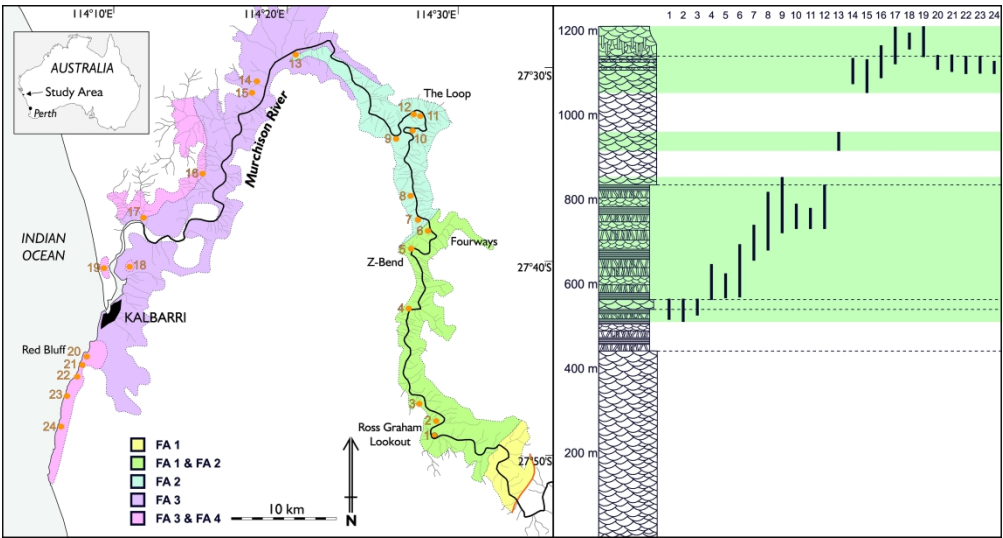 114°10'E
114°20'E
114°30'E
AUSTRALIA
Study Area
Perth
27°30'S
13
14
15
The Loop
12
11
10
9
Murchison River
16
8
17
7
6
INDIAN
OCEAN
Fourways
5
Z-Bend
19
18
27°40'S
4
KALBARRI
Red Bluff
20
21
22
23
24
3
2
Ross Graham
Lookout
1
27°50'S
FA 1
FA 1 & FA 2
FA 2
FA 3
FA 3 & FA 4
10 km
N
1 2 3 4 5 6 7 8 9 10 11 12 13 14 15 16 17 18 19 20 21 22 23 24
1200 m
1000 m
800 m
600 m
400 m
200 m